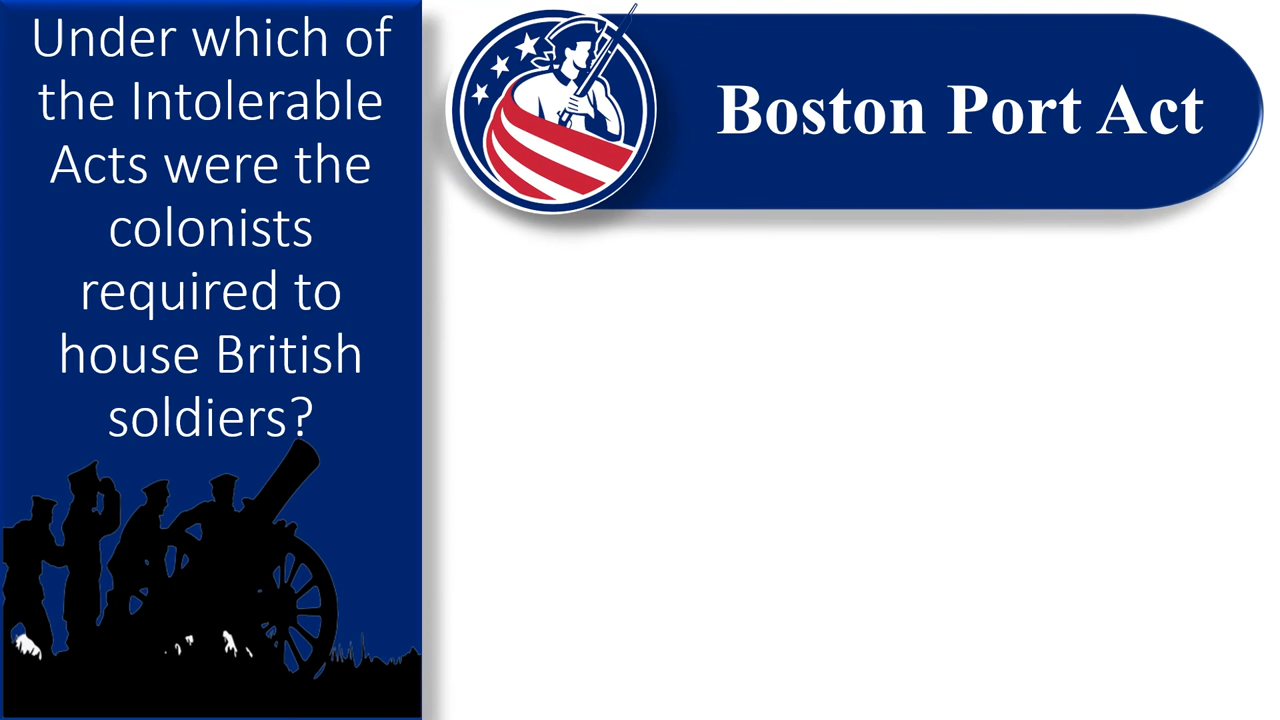 Under which of
the Intolerable
Acts were the
colonists
required to
house British
soldiers?
Boston Port Act